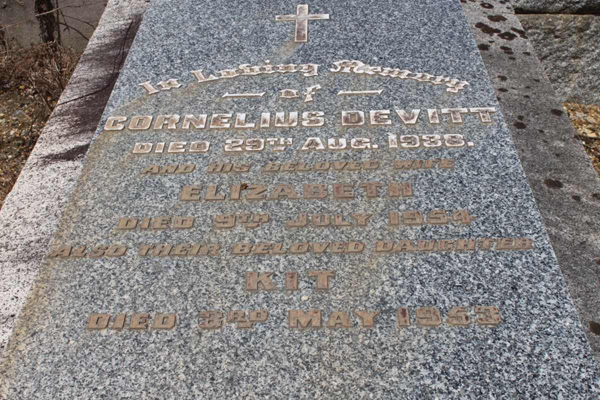 In Loving Memory
of
CORNELIUS DEVITT
DIED 29TH AUG. 1938.
AND HIS BELOVED WIFE
ELIZABETH
DIED 9TH JULY 1954
ALSO THEIR BELOVED DAUGHTER
KIT
DIED 3RD MAY 1953